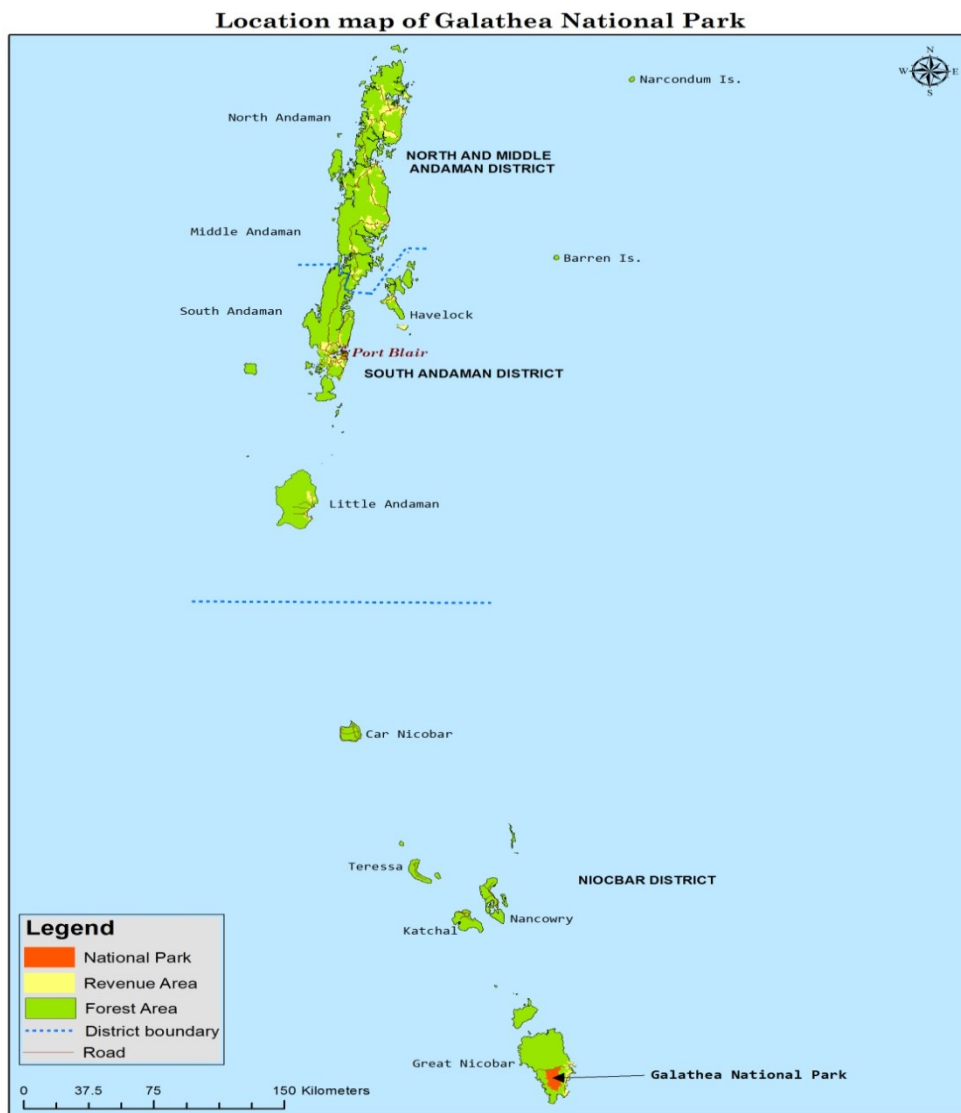 Location map of Galathea National Park
N
W E
S
Narcondum Is.
North Andaman
NORTH AND MIDDLE
ANDAMAN DISTRICT
Middle Andaman
Barren Is.
South Andaman
Havelock
Port Blair
SOUTH ANDAMAN DISTRICT
Little Andaman
Car Nicobar
Teressa
NIOCBAR DISTRICT
Nancowry
Katchal
Legend
National Park
Revenue Area
Forest Area
District boundary
Road
Great Nicobar
Galathea National Park
0 37.5 75 150 Kilometers